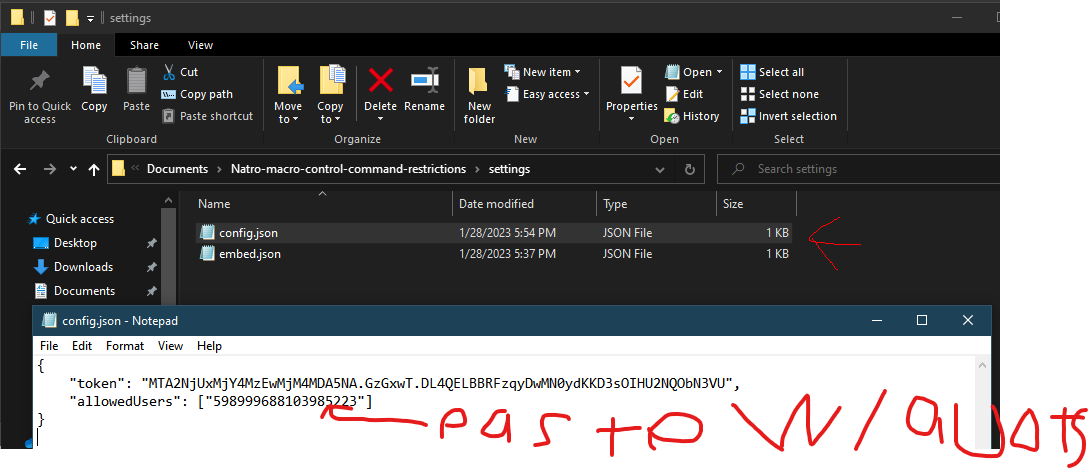 settings
File Home Share View
Pin to Quick access
Copy
Paste
Cut
Copy path
Paste shortcut
Clipboard
Move to
Copy to
Delete
Rename
Organize
New folder
New item
Easy access
New
Properties
Open
Edit
History
Open
Select all
Select none
Invert selection
Select
« Documents > Natro-macro-control-command-restrictions > settings
Search settings
Quick access
Desktop
Downloads
Documents
Name Date modified Type Size
config.json 1/28/2023 5:54 PM JSON File 1 KB
embed.json 1/28/2023 5:37 PM JSON File 1 KB
config.json - Notepad
File Edit Format View Help
{
"token": "MTA2NjUxMjY4MzEwMjM4MDA5NA.GzGxwT.DL4QELBBRFzqyDwMN0ydKKD3sOIHU2NQObN3VU",
"allowedUsers": ["598999688103985223"]
}
paste W/ quots